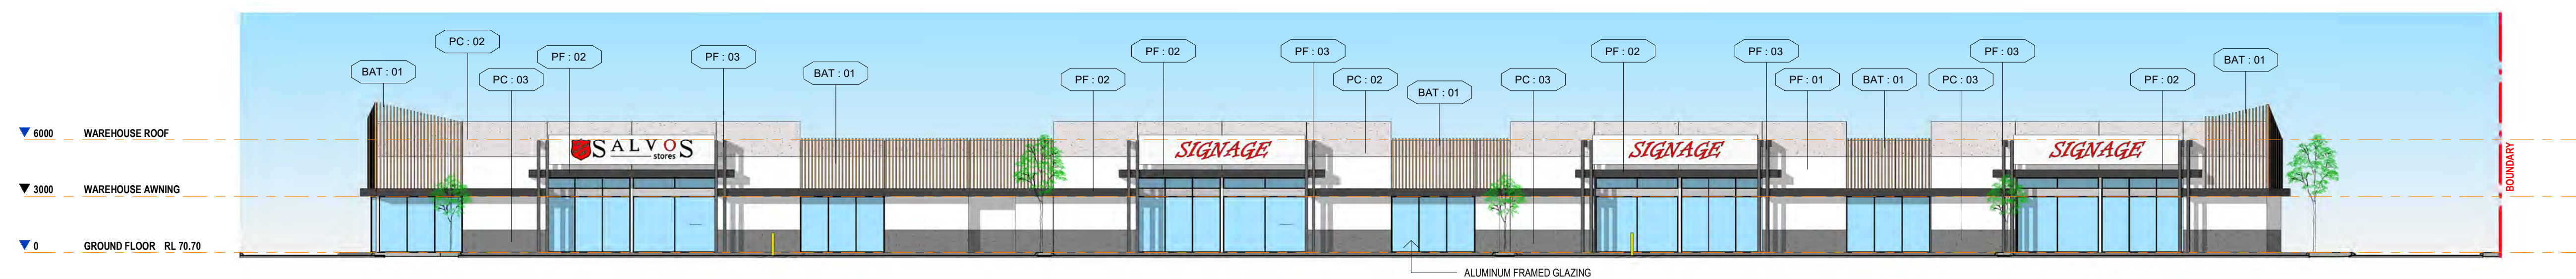 PC : 02
PF : 02
PF : 03
PF : 02
PF : 03
PF : 02
PF : 03
PF : 03
BAT : 01
BAT : 01
PC : 03
BAT : 01
PF : 02
PC : 02
BAT : 01
PC : 03
PF : 01
BAT : 01
PC : 03
PF : 02
6000 WAREHOUSE ROOF
SALVOS
stores
SIGNAGE
SIGNAGE
SIGNAGE
BOUNDARY
3000 WAREHOUSE AWNING
0 GROUND FLOOR RL 70.70
ALUMINUM FRAMED GLAZING